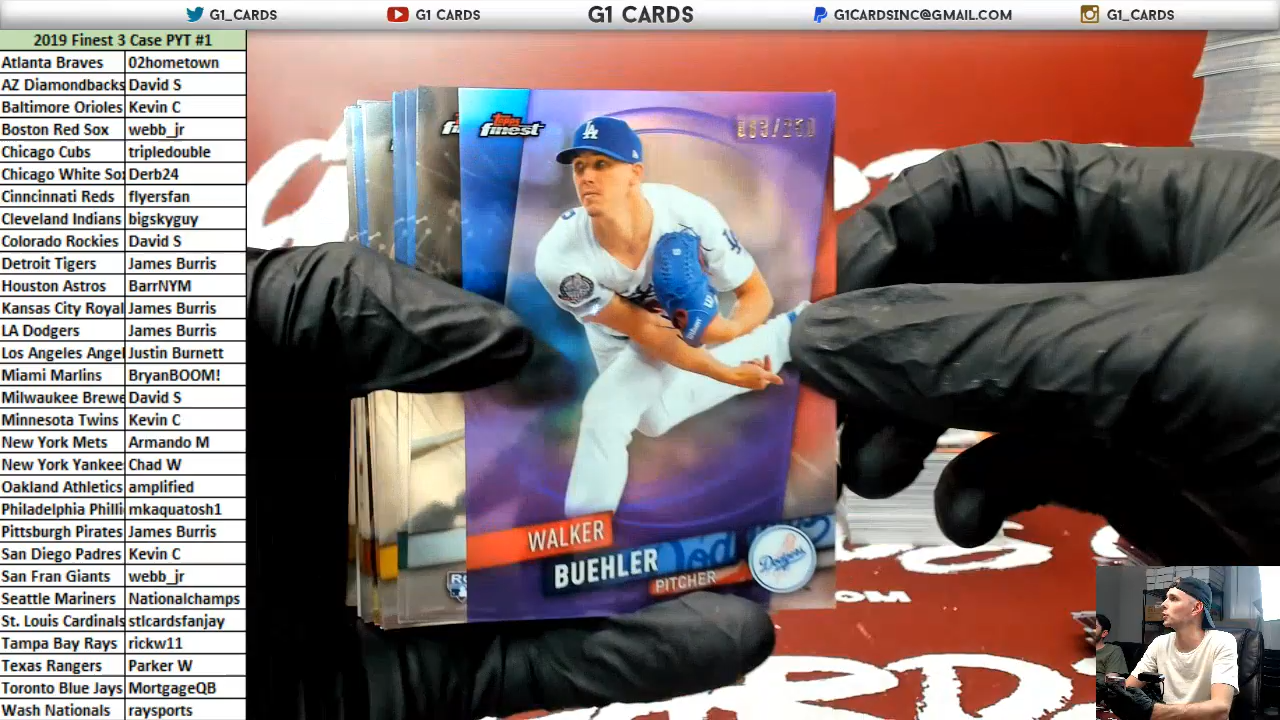 G1_CARDS
G1 CARDS
G1 CARDS
G1CARDSINC@GMAIL.COM
G1_CARDS
2019 Finest 3 Case PYT #1
Atlanta Braves 02hometown
AZ Diamondbacks David S
Baltimore Orioles Kevin C
Boston Red Sox webb_jr
Chicago Cubs tripledouble
Chicago White So Derb24
Cinncinnati Reds flyersfan
Cleveland Indians bigskyguy
Colorado Rockies David S
Detroit Tigers James Burris
Houston Astros BarrNYM
Kansas City Royal James Burris
LA Dodgers James Burris
Los Angeles Angel Justin Burnett
Miami Marlins BryanBOOM!
Milwaukee Brewe David S
Minnesota Twins Kevin C
New York Mets Armando M
New York Yankee Chad W
Oakland Athletics amplified
Philadelphia Philli mkaquatosh1
Pittsburgh Pirates James Burris
San Diego Padres Kevin C
San Fran Giants webb_jr
Seattle Mariners Nationalchamps
St. Louis Cardinals stlcardsfanjay
Tampa Bay Rays rickw11
Texas Rangers Parker W
Toronto Blue Jays MortgageQB
Wash Nationals raysports
fi
Topps
finest
LA
WALKER
BUEHLER
PITCHER
Dodgers